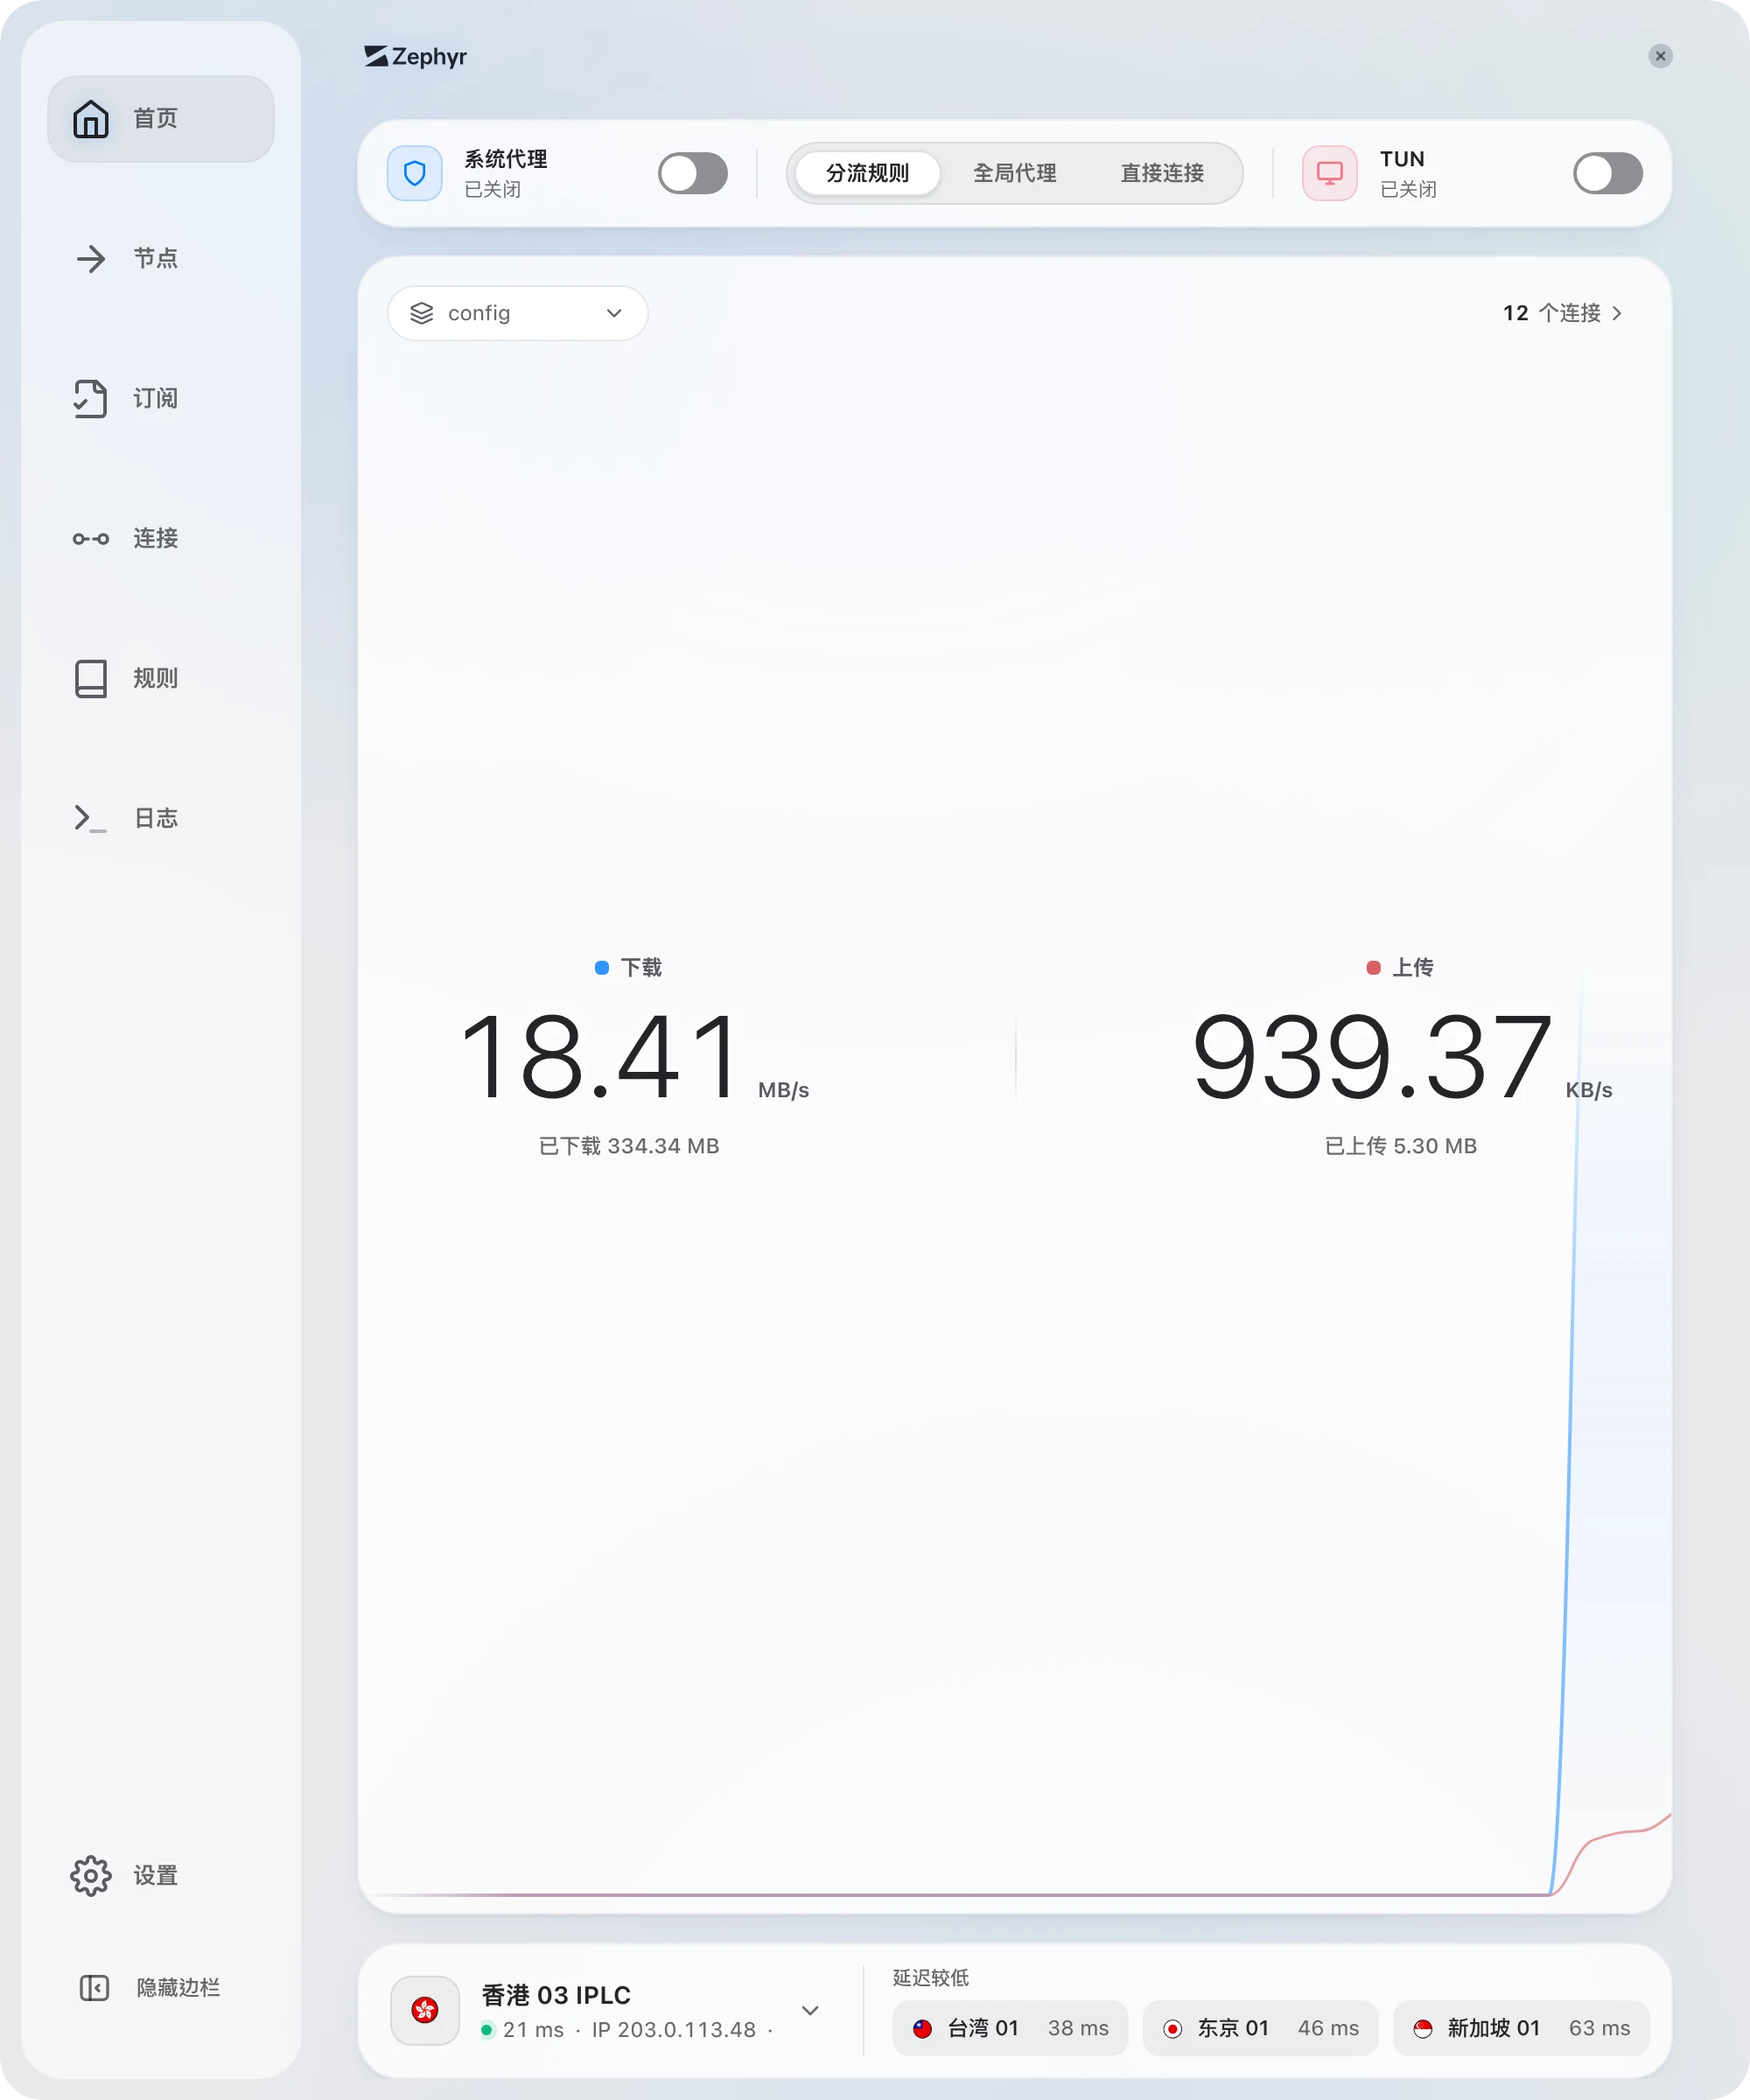 Zephyr
首页
节点
订阅
连接
规则
日志
设置
隐藏边栏
系统代理
已关闭
分流规则 全局代理 直接连接
TUN
已关闭
config
12 个连接
下载
18.41 MB/s
已下载 334.34 MB
上传
939.37 KB/s
已上传 5.30 MB
香港 03 IPLC
21 ms · IP 203.0.113.48 ·
延迟较低
台湾 01 38 ms
东京 01 46 ms
新加坡 01 63 ms